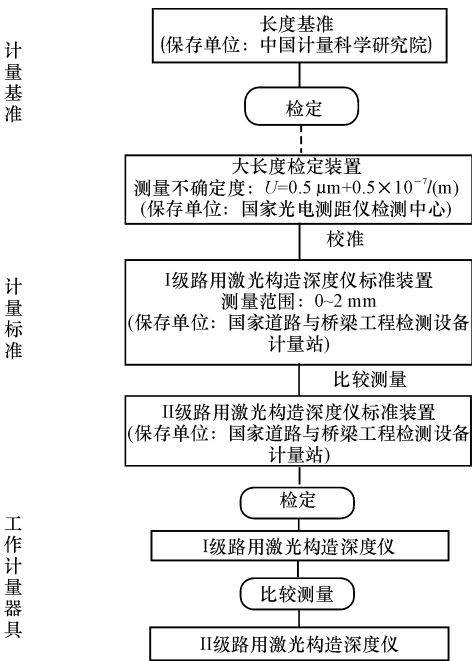 计量基准
长度基准
(保存单位：中国计量科学研究院)
检定
大长度检定装置
测量不确定度：U=0.5 μm+0.5×10⁻⁷l(m)
(保存单位：国家光电测距仪检测中心)
校准
计量标准
I级路用激光构造深度仪标准装置
测量范围：0~2 mm
(保存单位：国家道路与桥梁工程检测设备
计量站)
比较测量
II级路用激光构造深度仪标准装置
(保存单位：国家道路与桥梁工程检测设备
计量站)
检定
工作计量器具
I级路用激光构造深度仪
比较测量
II级路用激光构造深度仪